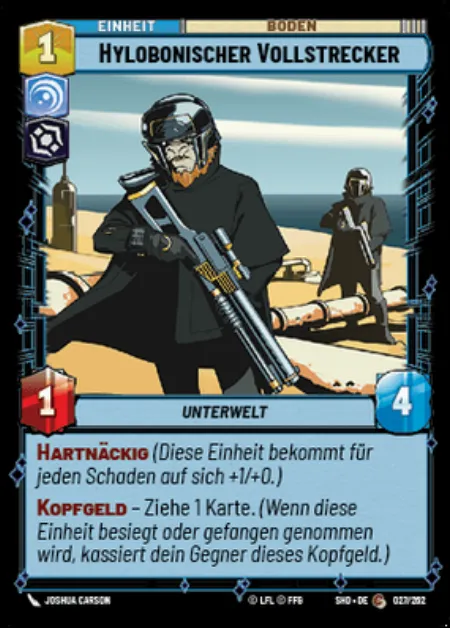 EINHEIT
BODEN
1
HYLOBONISCHER VOLLSTRECKER
1
UNTERWELT
4
HARTNÄCKIG (Diese Einheit bekommt für
jeden Schaden auf sich +1/+0.)
KOPFGELD – Ziehe 1 Karte. (Wenn diese
Einheit besiegt oder gefangen genommen
wird, kassiert dein Gegner dieses Kopfgeld.)
JOSHUA CARSON
© LFL © FFG
SHD • DE
027/262